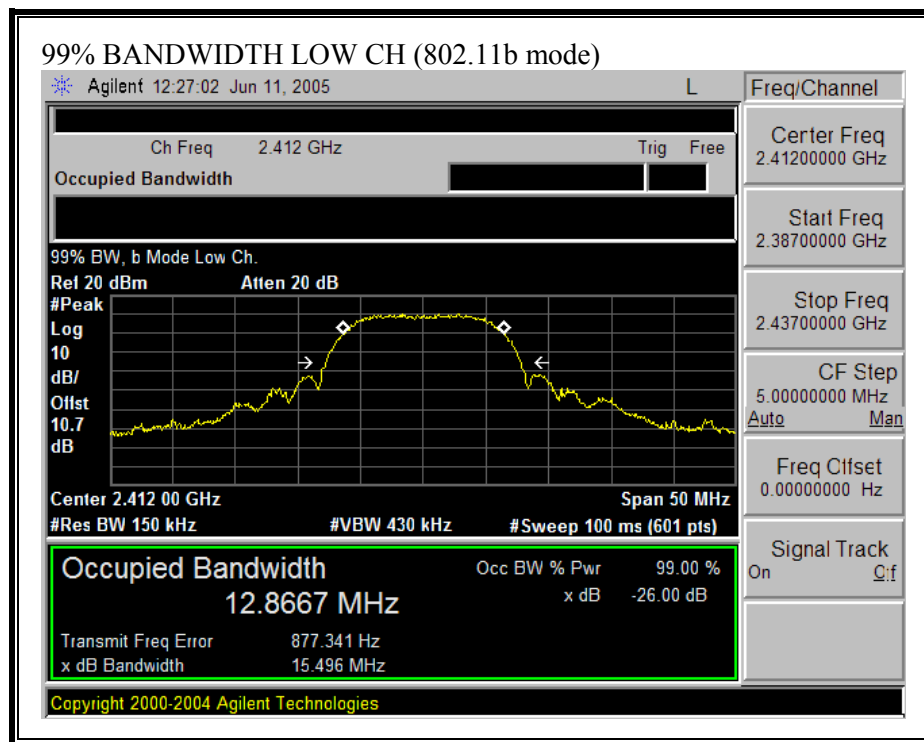 99% BANDWIDTH LOW CH (802.11b mode)
Agilent 12:27:02 Jun 11, 2005 L
Freq/Channel
Ch Freq 2.412 GHz Trig Free
Occupied Bandwidth
Center Freq
2.41200000 GHz
Start Freq
2.38700000 GHz
Stop Freq
2.43700000 GHz
CF Step
5.00000000 MHz
Auto Man
Freq Offset
0.00000000 Hz
Signal Track
On Off
99% BW, b Mode Low Ch.
Ref 20 dBm Atten 20 dB
#Peak
Log
10
dB/
Offst
10.7
dB
Center 2.412 00 GHz Span 50 MHz
#Res BW 150 kHz #VBW 430 kHz #Sweep 100 ms (601 pts)
Occupied Bandwidth
12.8667 MHz
Occ BW % Pwr 99.00 %
x dB -26.00 dB
Transmit Freq Error 877.341 Hz
x dB Bandwidth 15.496 MHz
Copyright 2000-2004 Agilent Technologies